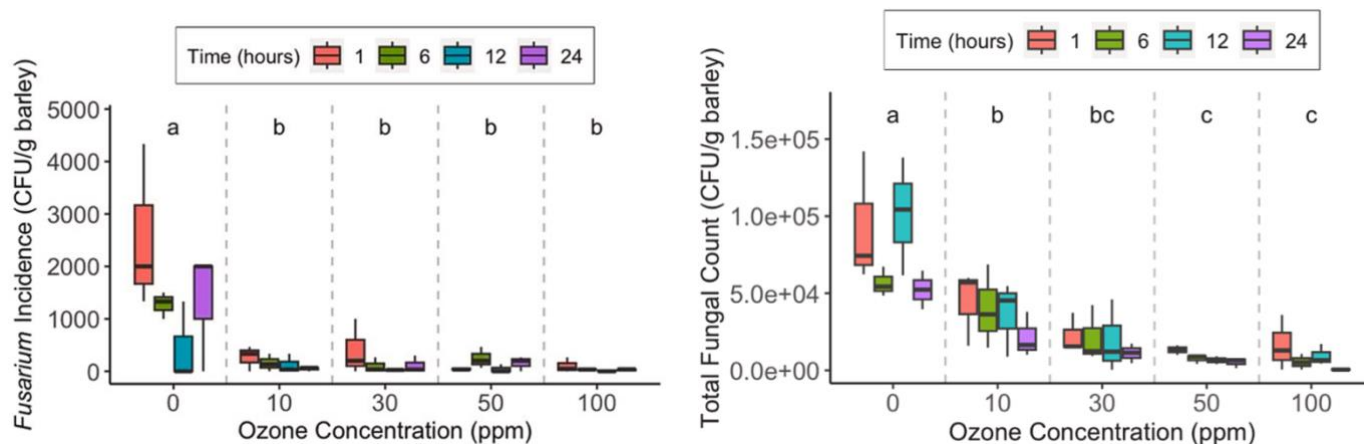 Time (hours) 1 6 12 24
Fusarium Incidence (CFU/g barley)
5000
4000
3000
2000
1000
0
a b b b b
0 10 30 50 100
Ozone Concentration (ppm)
Time (hours) 1 6 12 24
Total Fungal Count (CFU/g barley)
1.5e+05
1.0e+05
5.0e+04
0.0e+00
a b bc c c
0 10 30 50 100
Ozone Concentration (ppm)